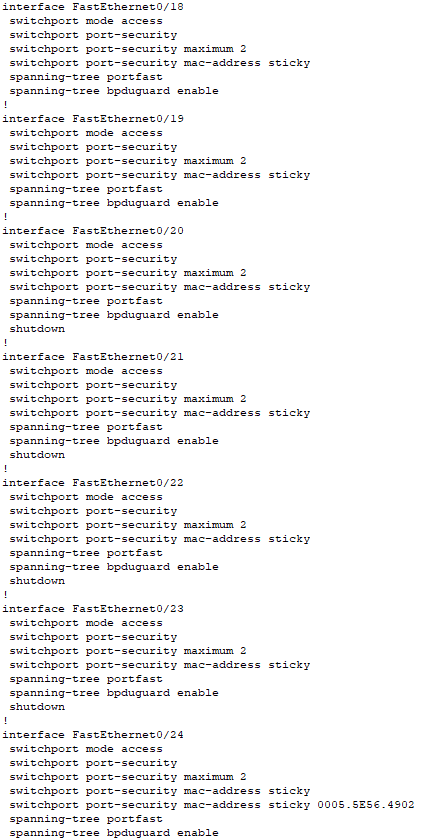 interface FastEthernet0/18
switchport mode access
switchport port-security
switchport port-security maximum 2
switchport port-security mac-address sticky
spanning-tree portfast
spanning-tree bpduguard enable
!
interface FastEthernet0/19
switchport mode access
switchport port-security
switchport port-security maximum 2
switchport port-security mac-address sticky
spanning-tree portfast
spanning-tree bpduguard enable
!
interface FastEthernet0/20
switchport mode access
switchport port-security
switchport port-security maximum 2
switchport port-security mac-address sticky
spanning-tree portfast
spanning-tree bpduguard enable
shutdown
!
interface FastEthernet0/21
switchport mode access
switchport port-security
switchport port-security maximum 2
switchport port-security mac-address sticky
spanning-tree portfast
spanning-tree bpduguard enable
shutdown
!
interface FastEthernet0/22
switchport mode access
switchport port-security
switchport port-security maximum 2
switchport port-security mac-address sticky
spanning-tree portfast
spanning-tree bpduguard enable
shutdown
!
interface FastEthernet0/23
switchport mode access
switchport port-security
switchport port-security maximum 2
switchport port-security mac-address sticky
spanning-tree portfast
spanning-tree bpduguard enable
shutdown
!
interface FastEthernet0/24
switchport mode access
switchport port-security
switchport port-security maximum 2
switchport port-security mac-address sticky
switchport port-security mac-address sticky 0005.5E56.4902
spanning-tree portfast
spanning-tree bpduguard enable